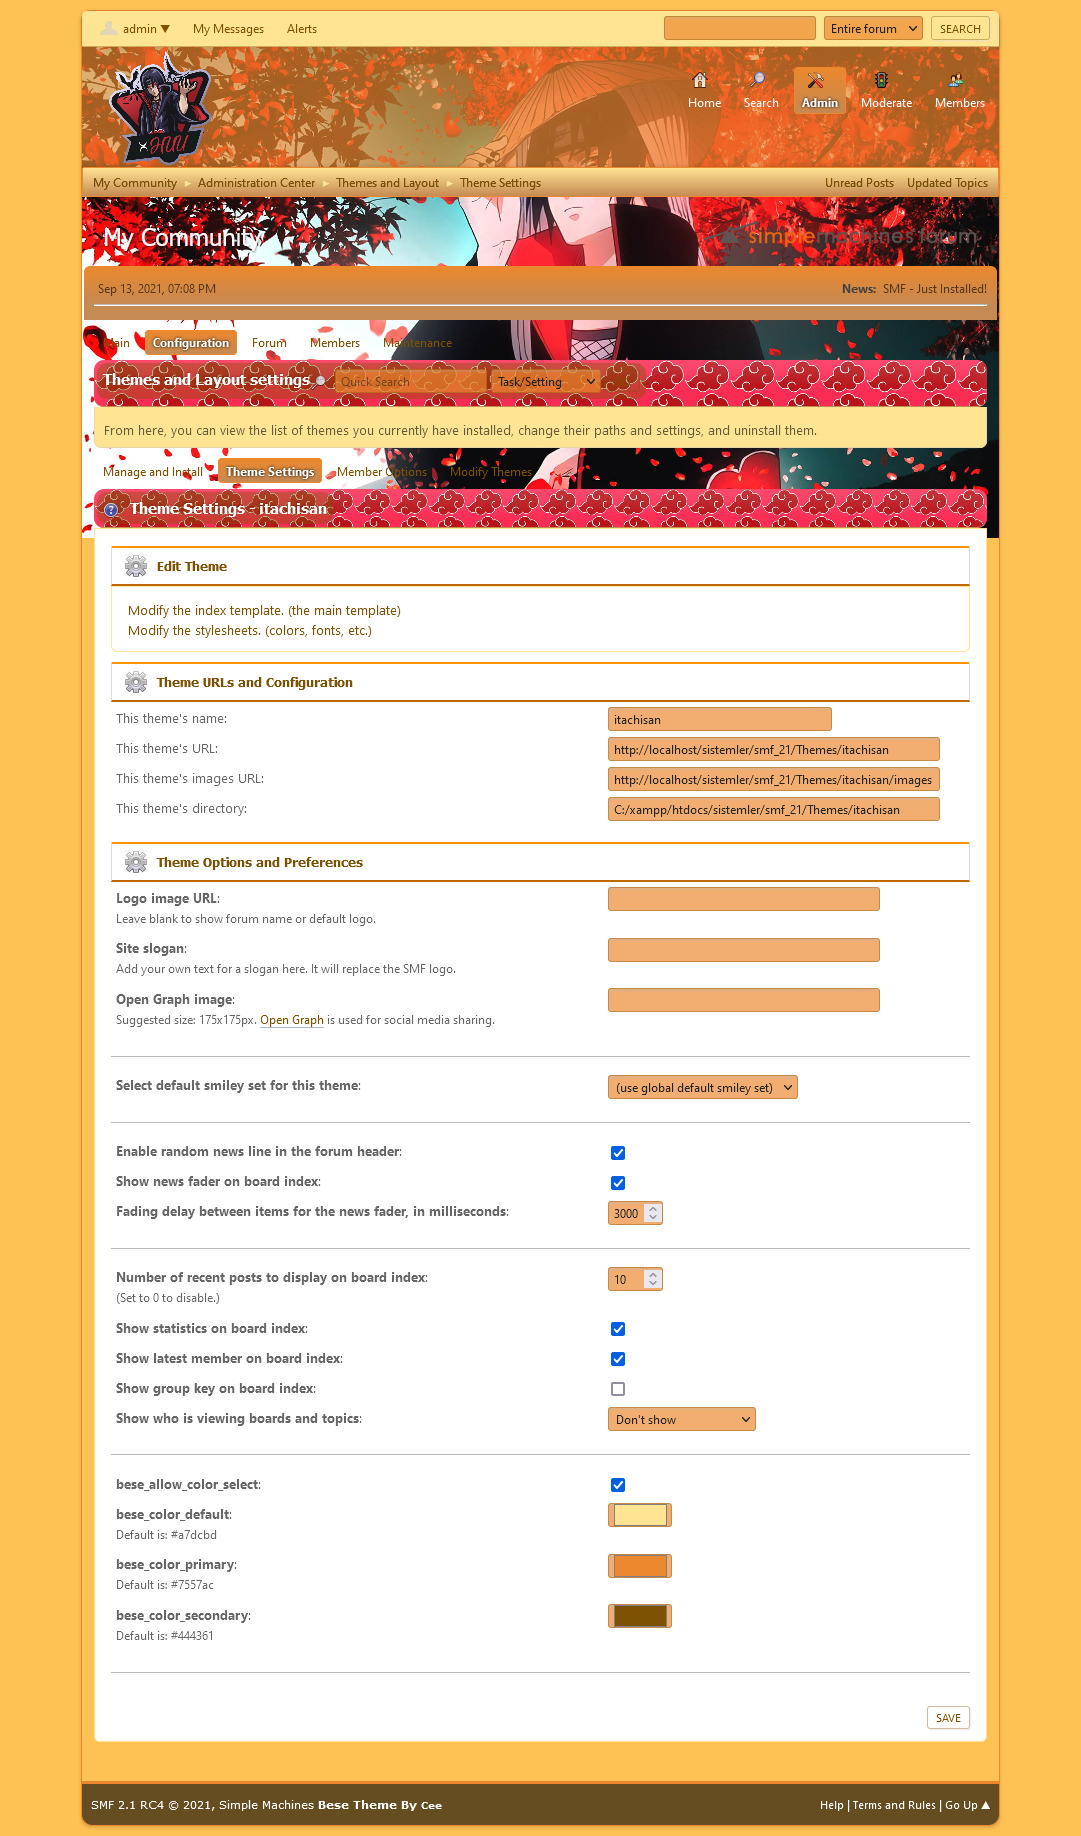 admin ▼ My Messages Alerts Entire forum SEARCH
Home Search Admin Moderate Members
My Community ► Administration Center ► Themes and Layout ► Theme Settings Unread Posts Updated Topics
My Community simplemachines forum
Sep 13, 2021, 07:08 PM News: SMF - Just Installed!
Main Configuration Forum Members Maintenance
Themes and Layout settings Quick Search Task/Setting
From here, you can view the list of themes you currently have installed, change their paths and settings, and uninstall them.
Manage and Install Theme Settings Member Options Modify Themes
Theme Settings - itachisan
Edit Theme
Modify the index template. (the main template)
Modify the stylesheets. (colors, fonts, etc.)
Theme URLs and Configuration
This theme's name: itachisan
This theme's URL: http://localhost/sistemler/smf_21/Themes/itachisan
This theme's images URL: http://localhost/sistemler/smf_21/Themes/itachisan/images
This theme's directory: C:/xampp/htdocs/sistemler/smf_21/Themes/itachisan
Theme Options and Preferences
Logo image URL:
Leave blank to show forum name or default logo.
Site slogan:
Add your own text for a slogan here. It will replace the SMF logo.
Open Graph image:
Suggested size: 175x175px. Open Graph is used for social media sharing.
Select default smiley set for this theme: (use global default smiley set)
Enable random news line in the forum header:
Show news fader on board index:
Fading delay between items for the news fader, in milliseconds: 3000
Number of recent posts to display on board index: 10
(Set to 0 to disable.)
Show statistics on board index:
Show latest member on board index:
Show group key on board index:
Show who is viewing boards and topics: Don't show
bese_allow_color_select:
bese_color_default:
Default is: #a7dcbd
bese_color_primary:
Default is: #7557ac
bese_color_secondary:
Default is: #444361
SAVE
SMF 2.1 RC4 © 2021, Simple Machines Bese Theme By Cee Help | Terms and Rules | Go Up ▲